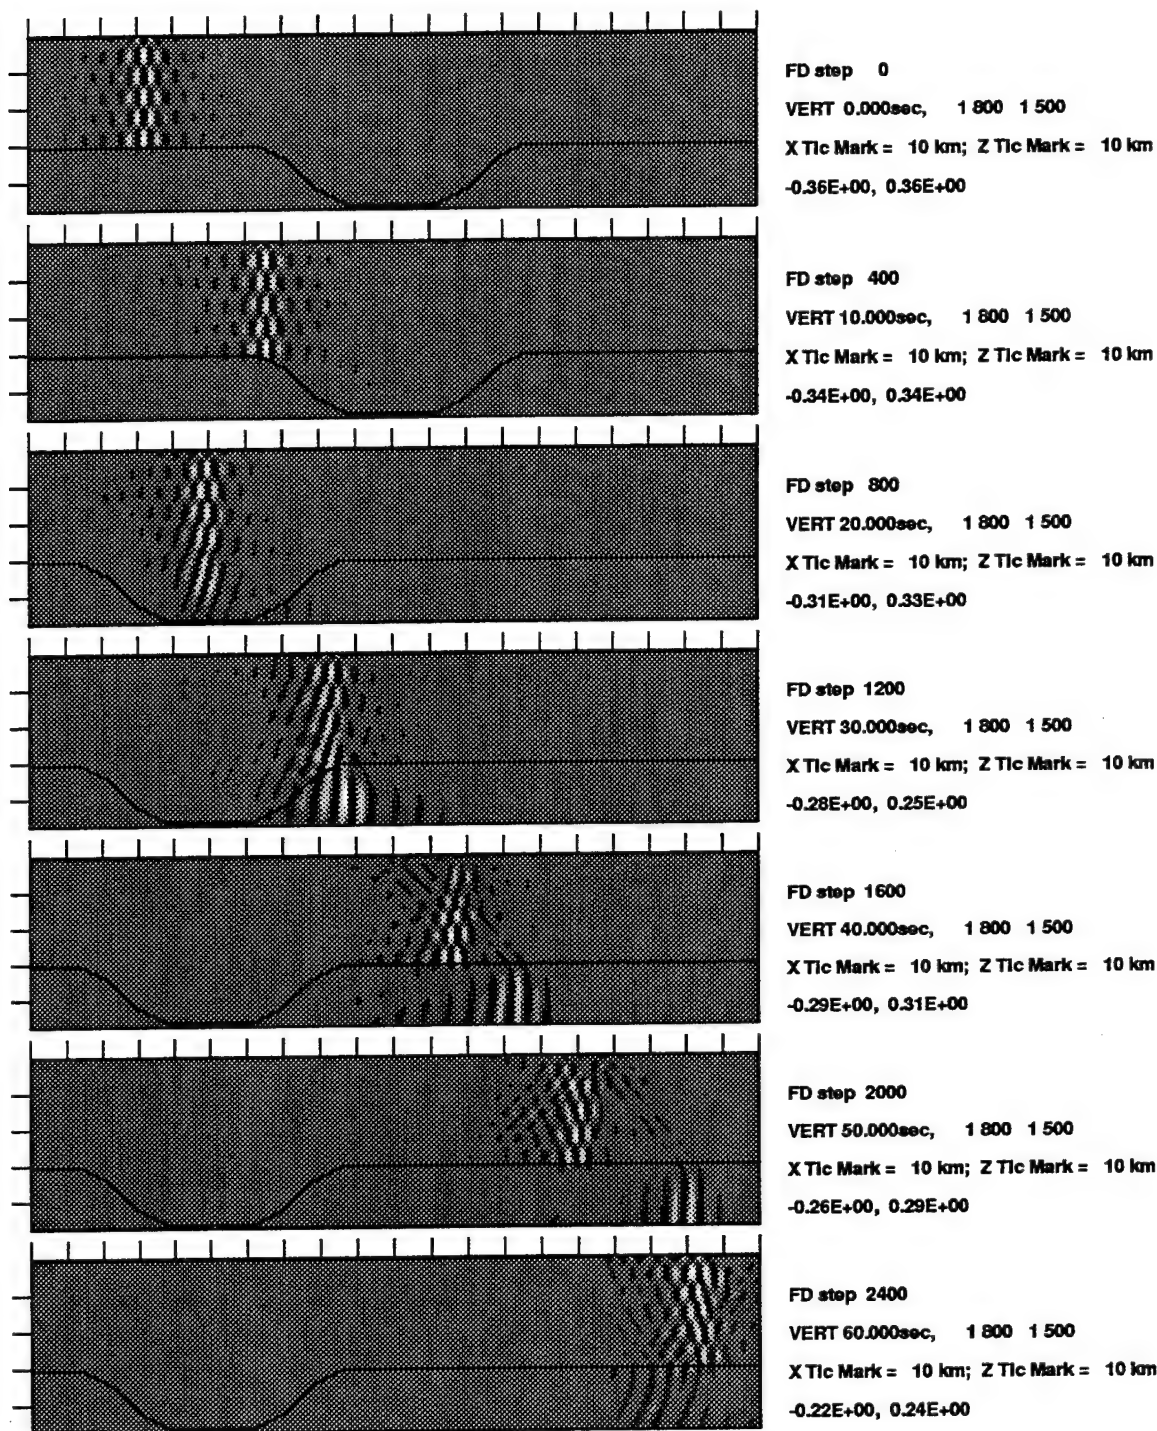 FD step 0
VERT 0.000sec, 1 800 1 500
X Tic Mark = 10 km; Z Tic Mark = 10 km
-0.36E+00, 0.36E+00
FD step 400
VERT 10.000sec, 1 800 1 500
X Tic Mark = 10 km; Z Tic Mark = 10 km
-0.34E+00, 0.34E+00
FD step 800
VERT 20.000sec, 1 800 1 500
X Tic Mark = 10 km; Z Tic Mark = 10 km
-0.31E+00, 0.33E+00
FD step 1200
VERT 30.000sec, 1 800 1 500
X Tic Mark = 10 km; Z Tic Mark = 10 km
-0.28E+00, 0.25E+00
FD step 1600
VERT 40.000sec, 1 800 1 500
X Tic Mark = 10 km; Z Tic Mark = 10 km
-0.29E+00, 0.31E+00
FD step 2000
VERT 50.000sec, 1 800 1 500
X Tic Mark = 10 km; Z Tic Mark = 10 km
-0.26E+00, 0.29E+00
FD step 2400
VERT 60.000sec, 1 800 1 500
X Tic Mark = 10 km; Z Tic Mark = 10 km
-0.22E+00, 0.24E+00